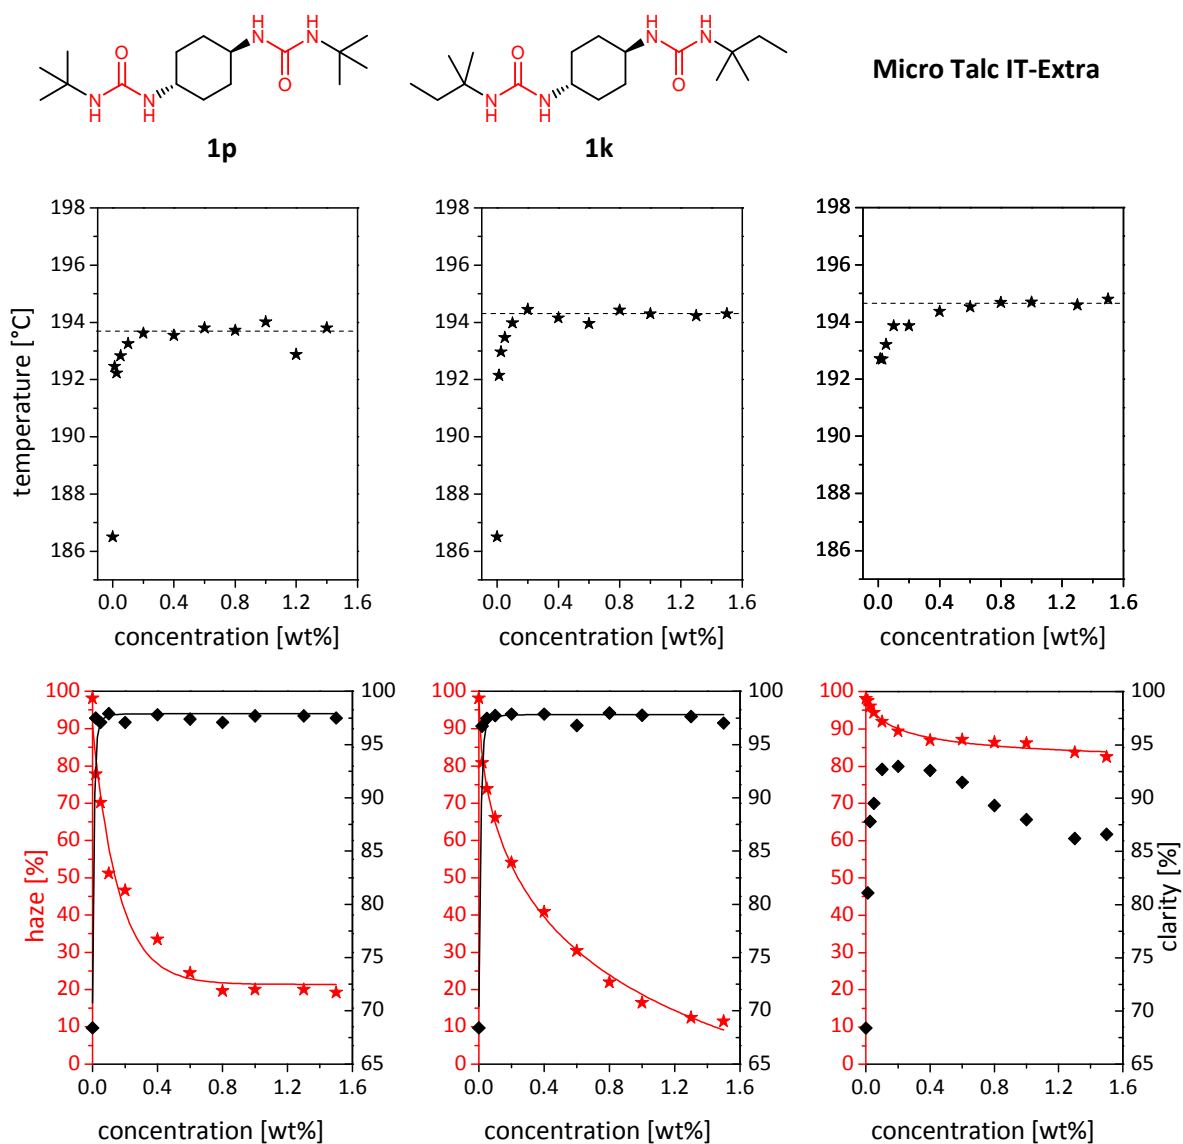 H
N
H
N
O
O
N
H
N
H
1p
H
N
H
N
O
O
N
H
N
H
1k
Micro Talc IT-Extra
temperature [°C]
198
196
194
192
190
188
186
0.0 0.4 0.8 1.2 1.6
concentration [wt%]
198
196
194
192
190
188
186
0.0 0.4 0.8 1.2 1.6
concentration [wt%]
198
196
194
192
190
188
186
0.0 0.4 0.8 1.2 1.6
concentration [wt%]
haze [%]
100
90
80
70
60
50
40
30
20
10
0
100
95
90
85
80
75
70
65
0.0 0.4 0.8 1.2 1.6
concentration [wt%]
100
90
80
70
60
50
40
30
20
10
0
100
95
90
85
80
75
70
65
0.0 0.4 0.8 1.2 1.6
concentration [wt%]
100
90
80
70
60
50
40
30
20
10
0
100
95
90
85
80
75
70
65
clarity [%]
0.0 0.4 0.8 1.2 1.6
concentration [wt%]